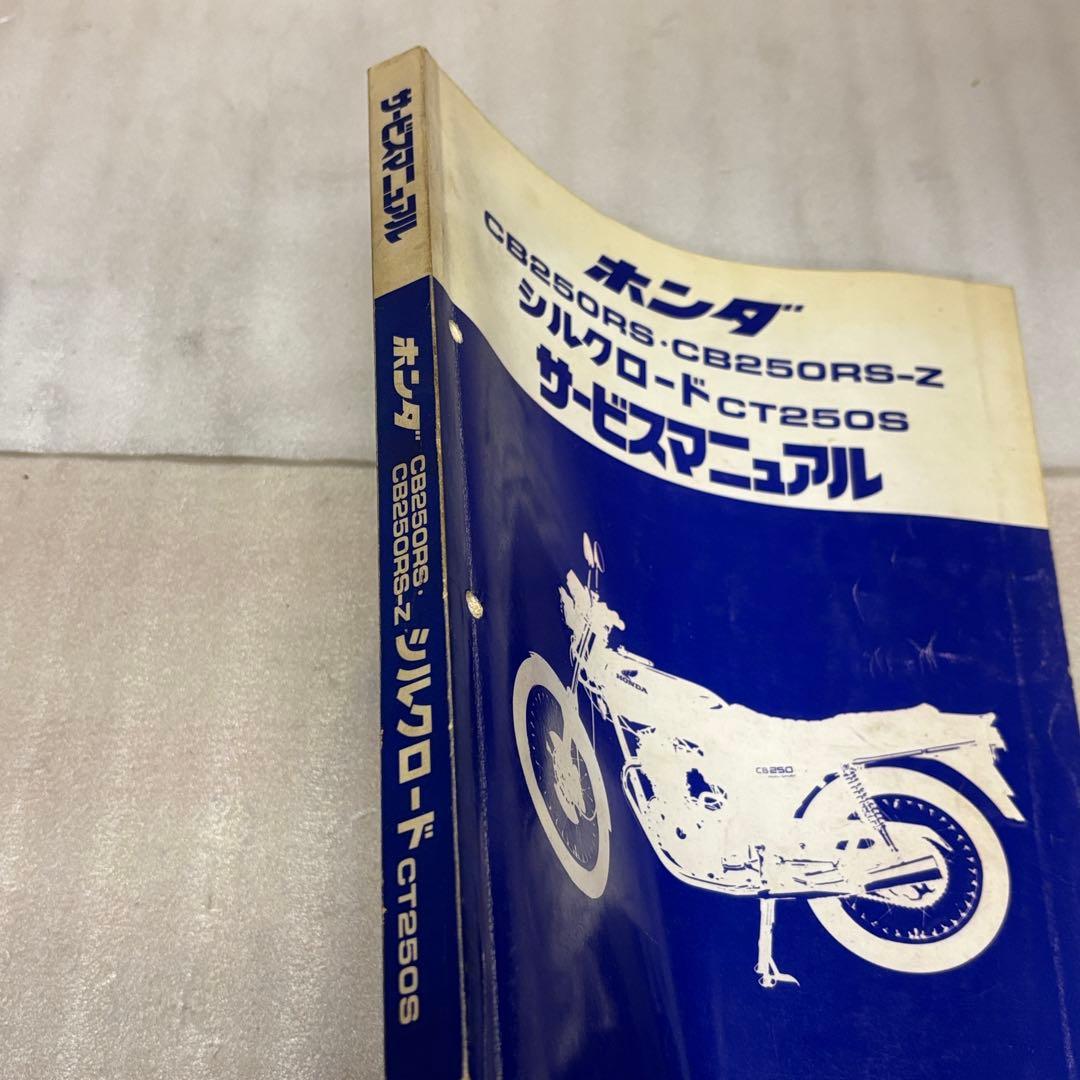 サービスマニュアル
ホンダ
CB250RS・
CB250RS-Z
シルクロード CT250S
ホンダ
CB250RS・CB250RS-Z
シルクロード CT250S
サービスマニュアル
HONDA
CB250